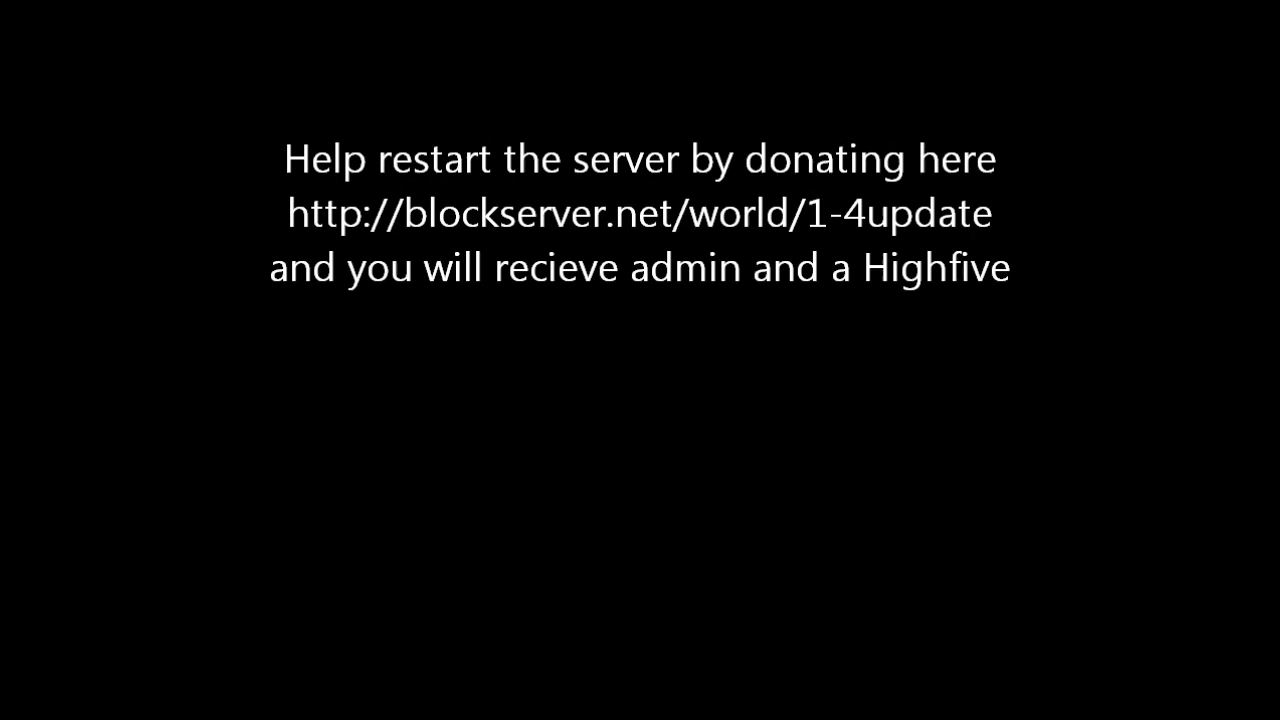 Help restart the server by donating here
http://blockserver.net/world/1-4update
and you will recieve admin and a Highfive